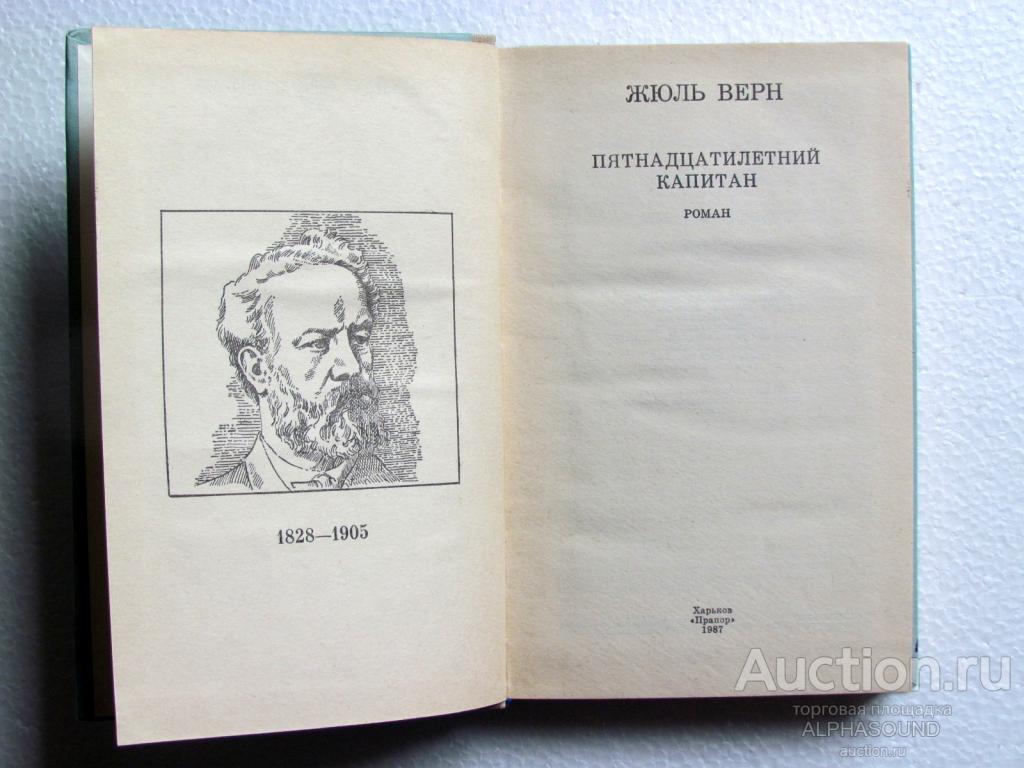 1828—1905
ЖЮЛЬ ВЕРН
ПЯТНАДЦАТИЛЕТНИЙ
КАПИТАН
РОМАН
Харьков
«Прапор»
1987
Auction.ru
торговая площадка
ALPHASOUND
auction.ru